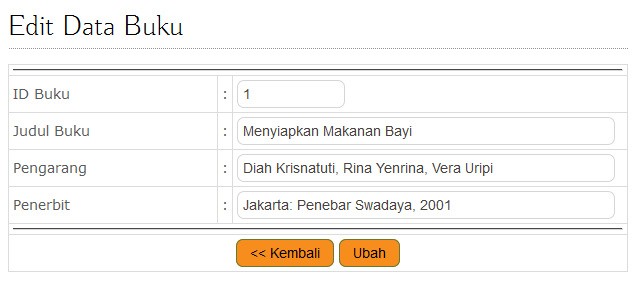 Edit Data Buku
ID Buku : 1
Judul Buku : Menyiapkan Makanan Bayi
Pengarang : Diah Krisnatuti, Rina Yenrina, Vera Uripi
Penerbit : Jakarta: Penebar Swadaya, 2001
<< Kembali Ubah